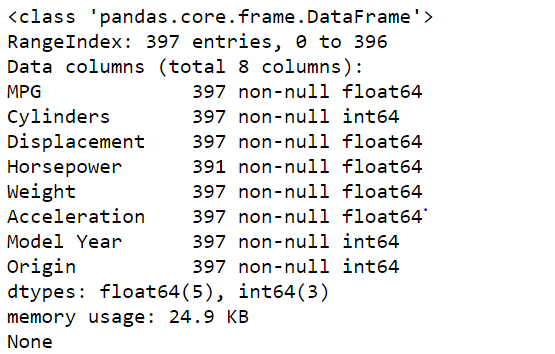 <class 'pandas.core.frame.DataFrame'>
RangeIndex: 397 entries, 0 to 396
Data columns (total 8 columns):
MPG             397 non-null float64
Cylinders       397 non-null int64
Displacement    397 non-null float64
Horsepower      391 non-null float64
Weight          397 non-null float64
Acceleration    397 non-null float64
Model Year      397 non-null int64
Origin          397 non-null int64
dtypes: float64(5), int64(3)
memory usage: 24.9 KB
None